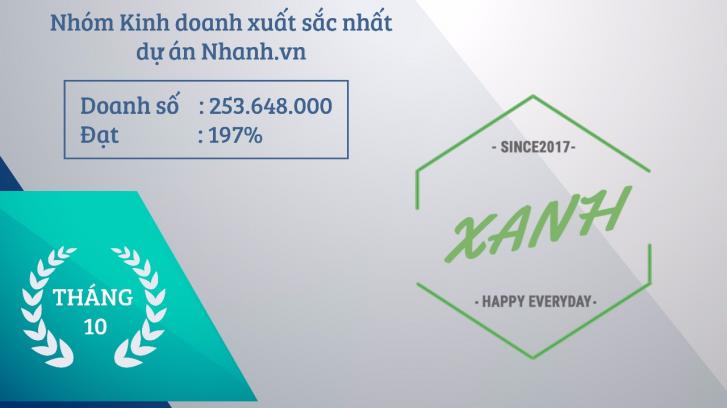 Nhóm Kinh doanh xuất sắc nhất
dự án Nhanh.vn
Doanh số : 253.648.000
Đạt : 197%
- SINCE2017-
XANH
- HAPPY EVERYDAY-
THÁNG
10